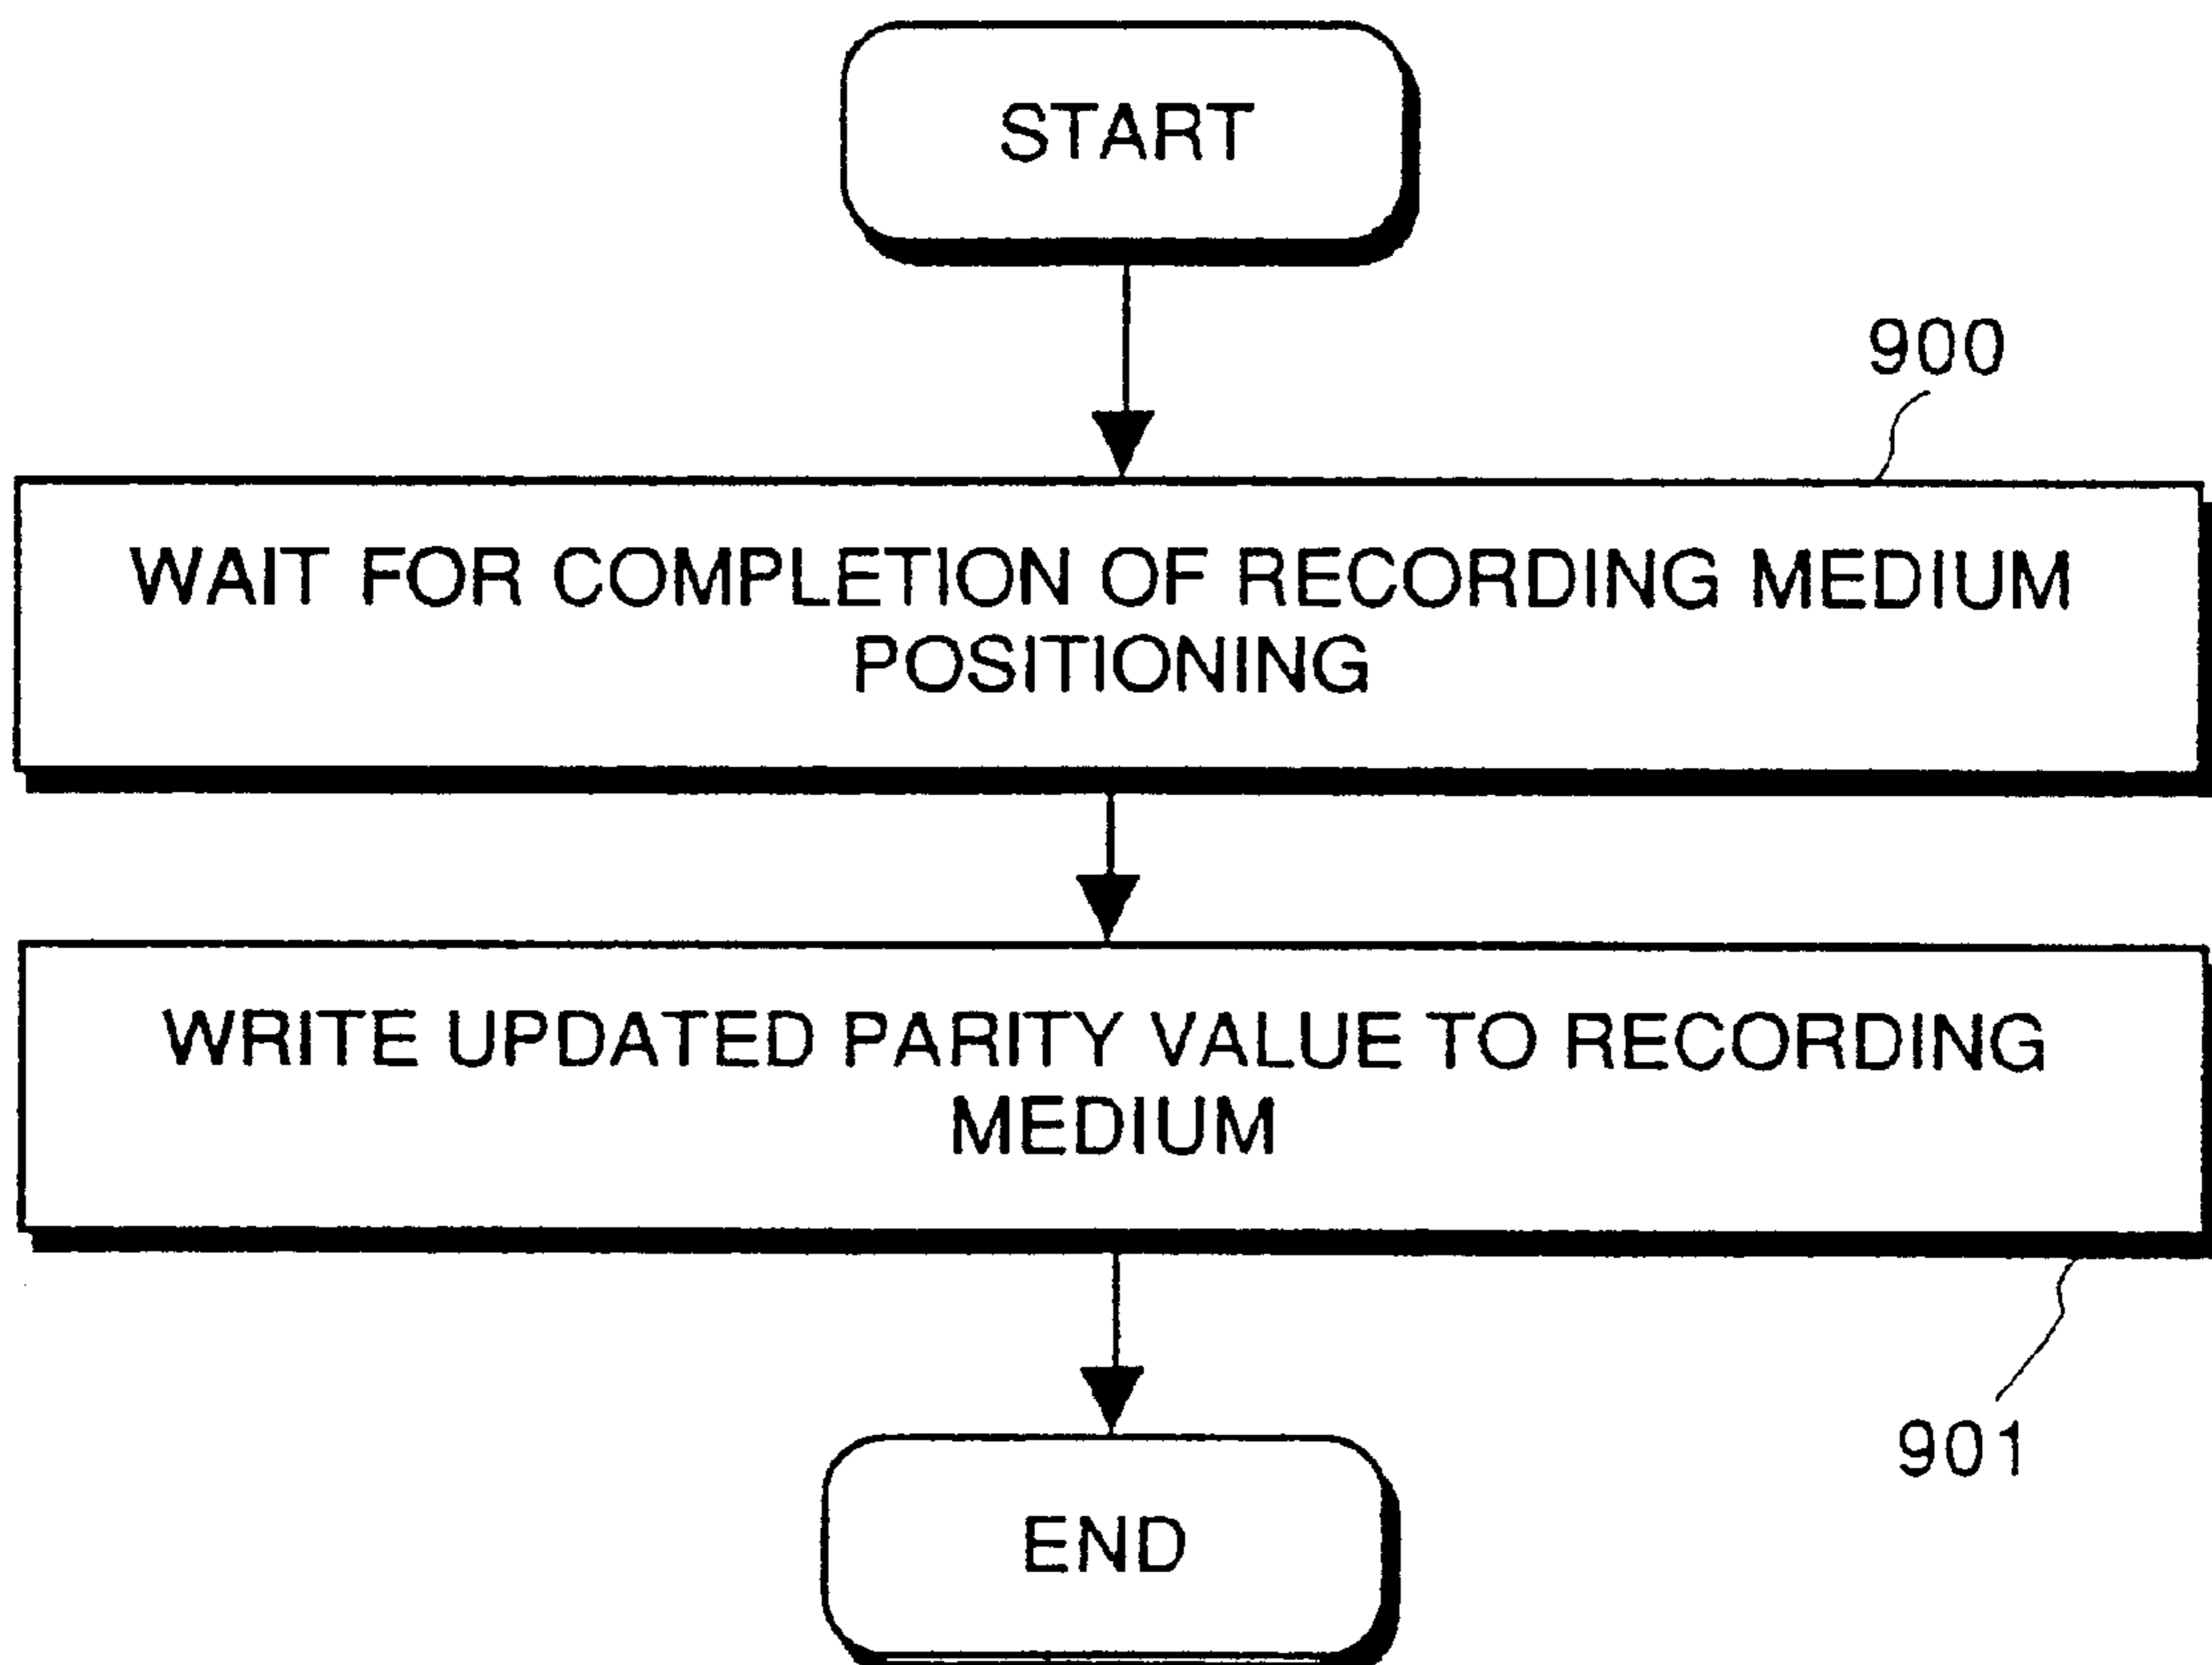 START
900
WAIT FOR COMPLETION OF RECORDING MEDIUM
POSITIONING
WRITE UPDATED PARITY VALUE TO RECORDING
MEDIUM
901
END